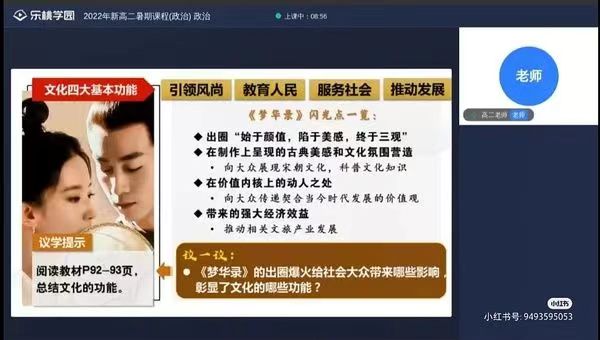 乐桃学园 2022年新高二暑期课程(政治) 政治
上课中：08:56
文化四大基本功能
引领风尚 教育人民 服务社会 推动发展
《梦华录》闪光点一览：
◆ 出圈“始于颜值，陷于美感，终于三观”
◆ 在制作上呈现的古典美感和文化氛围营造
• 向大众展现宋朝文化，科普文化知识
◆ 在价值内核上的动人之处
• 向大众传递契合当今时代发展的价值观
◆ 带来的强大经济效益
• 推动相关文旅产业发展
议学提示
阅读教材P92-93页，
总结文化的功能。
议一议：
• 《梦华录》的出圈爆火给社会大众带来哪些影响，
彰显了文化的哪些功能？
老师
高二老师 老师
小红书
小红书号: 9493595053